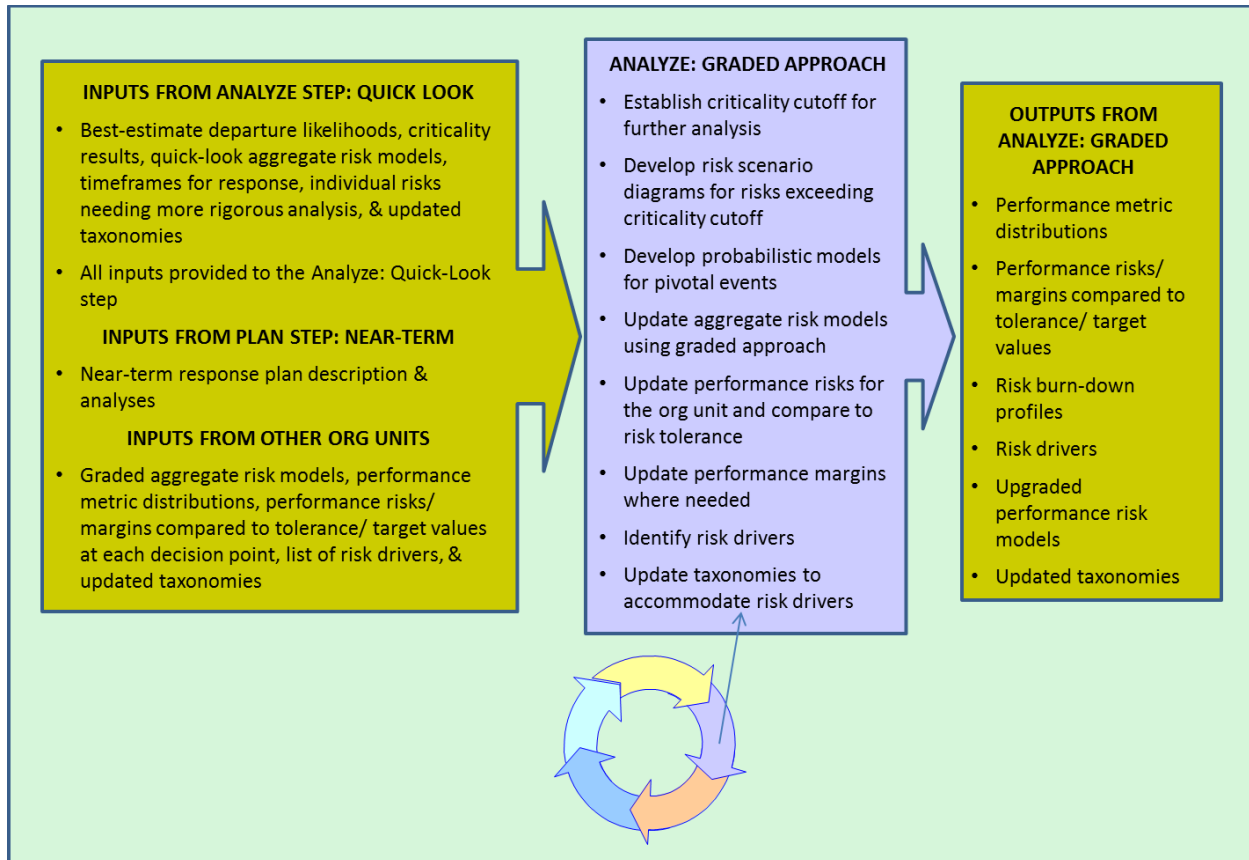 INPUTS FROM ANALYZE STEP: QUICK LOOK
• Best-estimate departure likelihoods, criticality
results, quick-look aggregate risk models,
timeframes for response, individual risks
needing more rigorous analysis, & updated
taxonomies
• All inputs provided to the Analyze: Quick-Look
step
INPUTS FROM PLAN STEP: NEAR-TERM
• Near-term response plan description &
analyses
INPUTS FROM OTHER ORG UNITS
• Graded aggregate risk models, performance
metric distributions, performance risks/
margins compared to tolerance/ target values
at each decision point, list of risk drivers, &
updated taxonomies
ANALYZE: GRADED APPROACH
• Establish criticality cutoff for
further analysis
• Develop risk scenario
diagrams for risks exceeding
criticality cutoff
• Develop probabilistic models
for pivotal events
• Update aggregate risk models
using graded approach
• Update performance risks for
the org unit and compare to
risk tolerance
• Update performance margins
where needed
• Identify risk drivers
• Update taxonomies to
accommodate risk drivers
OUTPUTS FROM
ANALYZE: GRADED
APPROACH
• Performance metric
distributions
• Performance risks/
margins compared to
tolerance/ target
values
• Risk burn-down
profiles
• Risk drivers
• Upgraded
performance risk
models
• Updated taxonomies